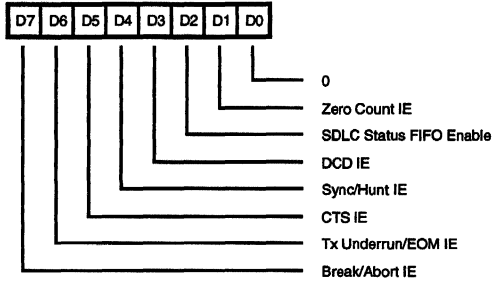 D7 D6 D5 D4 D3 D2 D1 D0
0
Zero Count IE
SDLC Status FIFO Enable
DCD IE
Sync/Hunt IE
CTS IE
Tx Underrun/EOM IE
Break/Abort IE